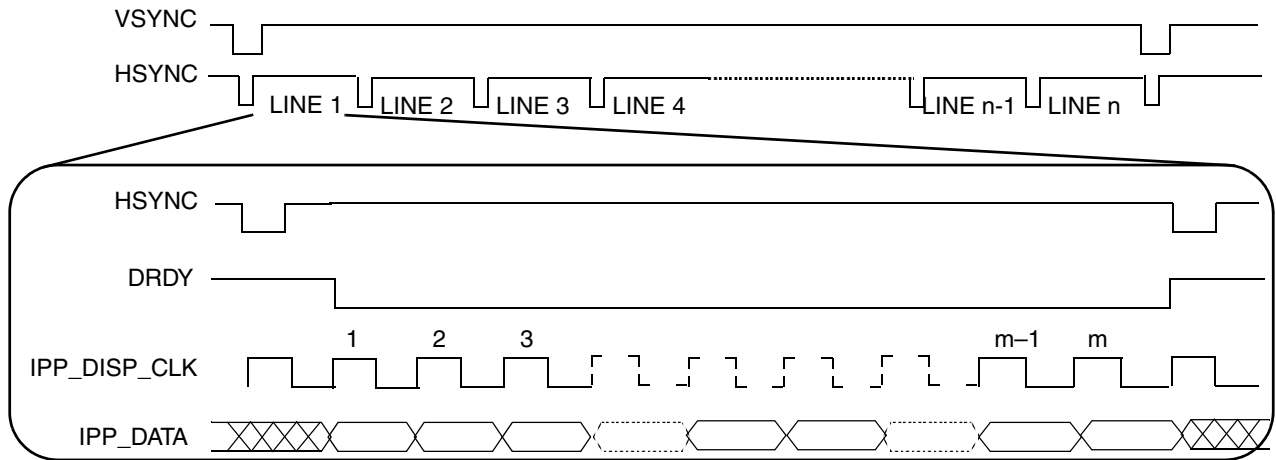 VSYNC
HSYNC
LINE 1 LINE 2 LINE 3 LINE 4 LINE n-1 LINE n
HSYNC
DRDY
1 2 3 m–1 m
IPP_DISP_CLK
IPP_DATA